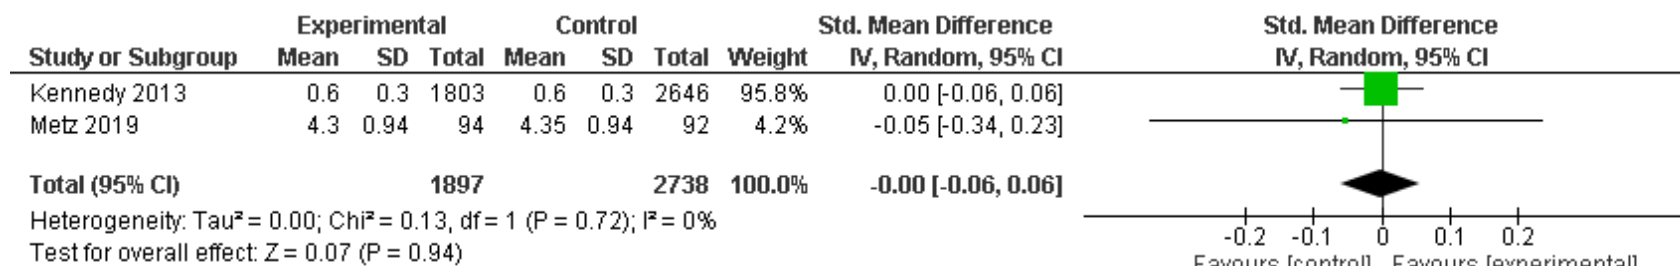 Experimental Control Std. Mean Difference Std. Mean Difference
Study or Subgroup Mean SD Total Mean SD Total Weight IV, Random, 95% CI IV, Random, 95% CI
Kennedy 2013 0.6 0.3 1803 0.6 0.3 2646 95.8% 0.00 [-0.06, 0.06]
Metz 2019 4.3 0.94 94 4.35 0.94 92 4.2% -0.05 [-0.34, 0.23]
Total (95% CI) 1897 2738 100.0% -0.00 [-0.06, 0.06]
Heterogeneity: Tau² = 0.00; Chi² = 0.13, df = 1 (P = 0.72); I² = 0%
Test for overall effect: Z = 0.07 (P = 0.94)
-0.2 -0.1 0 0.1 0.2
Favours [control] Favours [experimental]